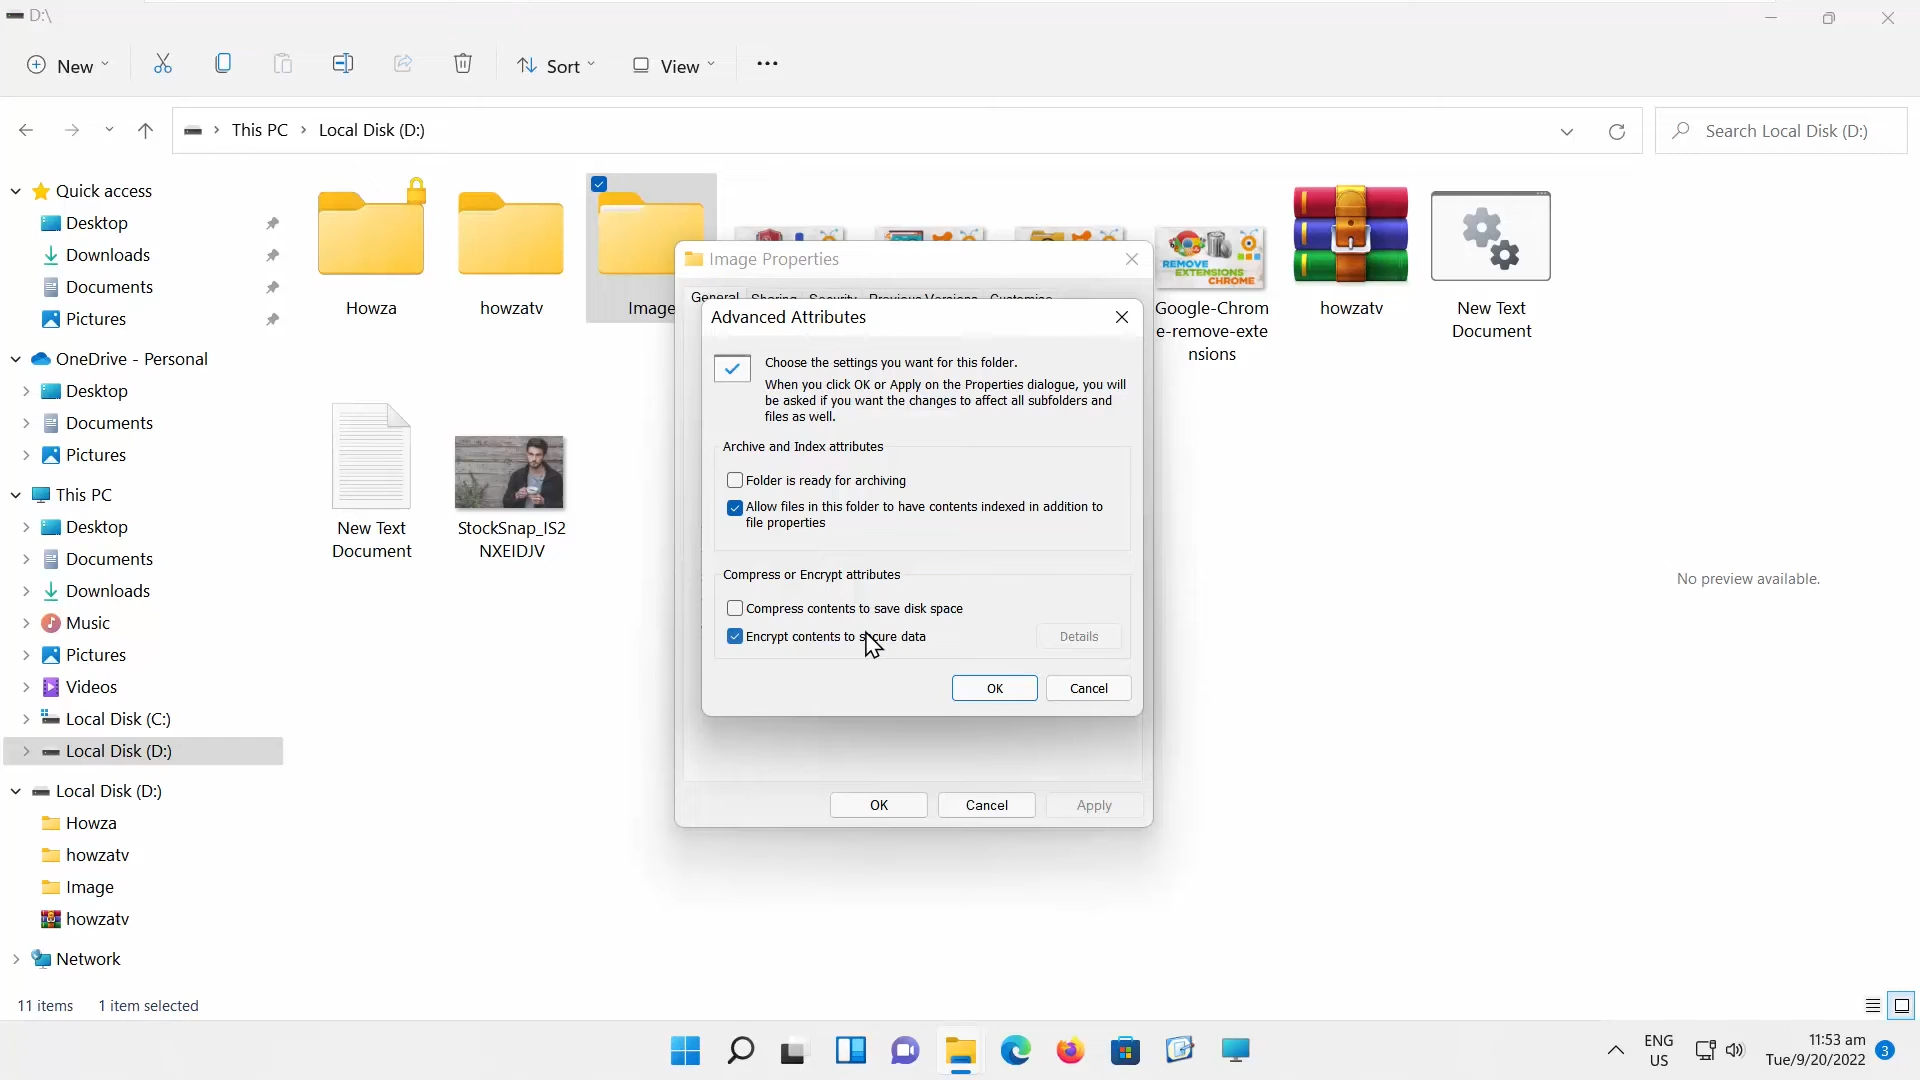 D:\
New
Sort
View
This PC
Local Disk (D:)
Search Local Disk (D:)
Quick access
Desktop
Downloads
Documents
Pictures
OneDrive - Personal
Desktop
Documents
Pictures
This PC
Desktop
Documents
Downloads
Music
Pictures
Videos
Local Disk (C:)
Local Disk (D:)
Local Disk (D:)
Howza
howzatv
Image
howzatv
Network
Howza
howzatv
Image
REMOVE
EXTENSIONS
CHROME
Google-Chrom
e-remove-exte
nsions
howzatv
New Text
Document
New Text
Document
StockSnap_IS2
NXEIDJV
Image Properties
General Sharing Security Previous Versions Customise
Advanced Attributes
Choose the settings you want for this folder.
When you click OK or Apply on the Properties dialogue, you will
be asked if you want the changes to affect all subfolders and
files as well.
Archive and Index attributes
Folder is ready for archiving
Allow files in this folder to have contents indexed in addition to
file properties
Compress or Encrypt attributes
Compress contents to save disk space
Encrypt contents to secure data
Details
OK
Cancel
OK
Cancel
Apply
No preview available.
11 items
1 item selected
ENG
US
11:53 am
Tue/9/20/2022
3